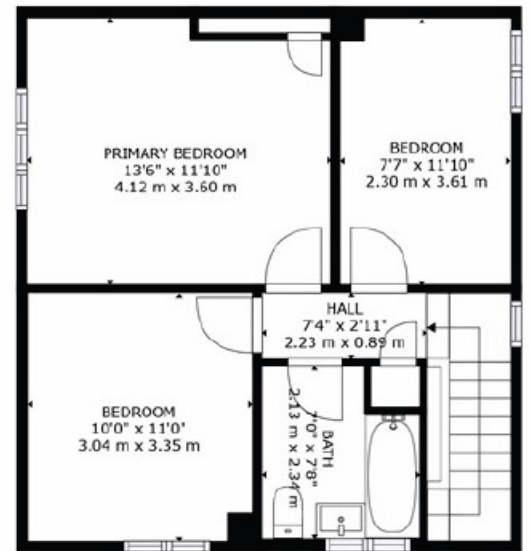 PRIMARY BEDROOM
13'6" x 11'10"
4.12 m x 3.60 m
BEDROOM
7'7" x 11'10"
2.30 m x 3.61 m
HALL
7'4" x 2'11"
2.23 m x 0.89 m
BEDROOM
10'0" x 11'0"
3.04 m x 3.35 m
BATH
7'0" x 7'8"
2.13 m x 2.34 m